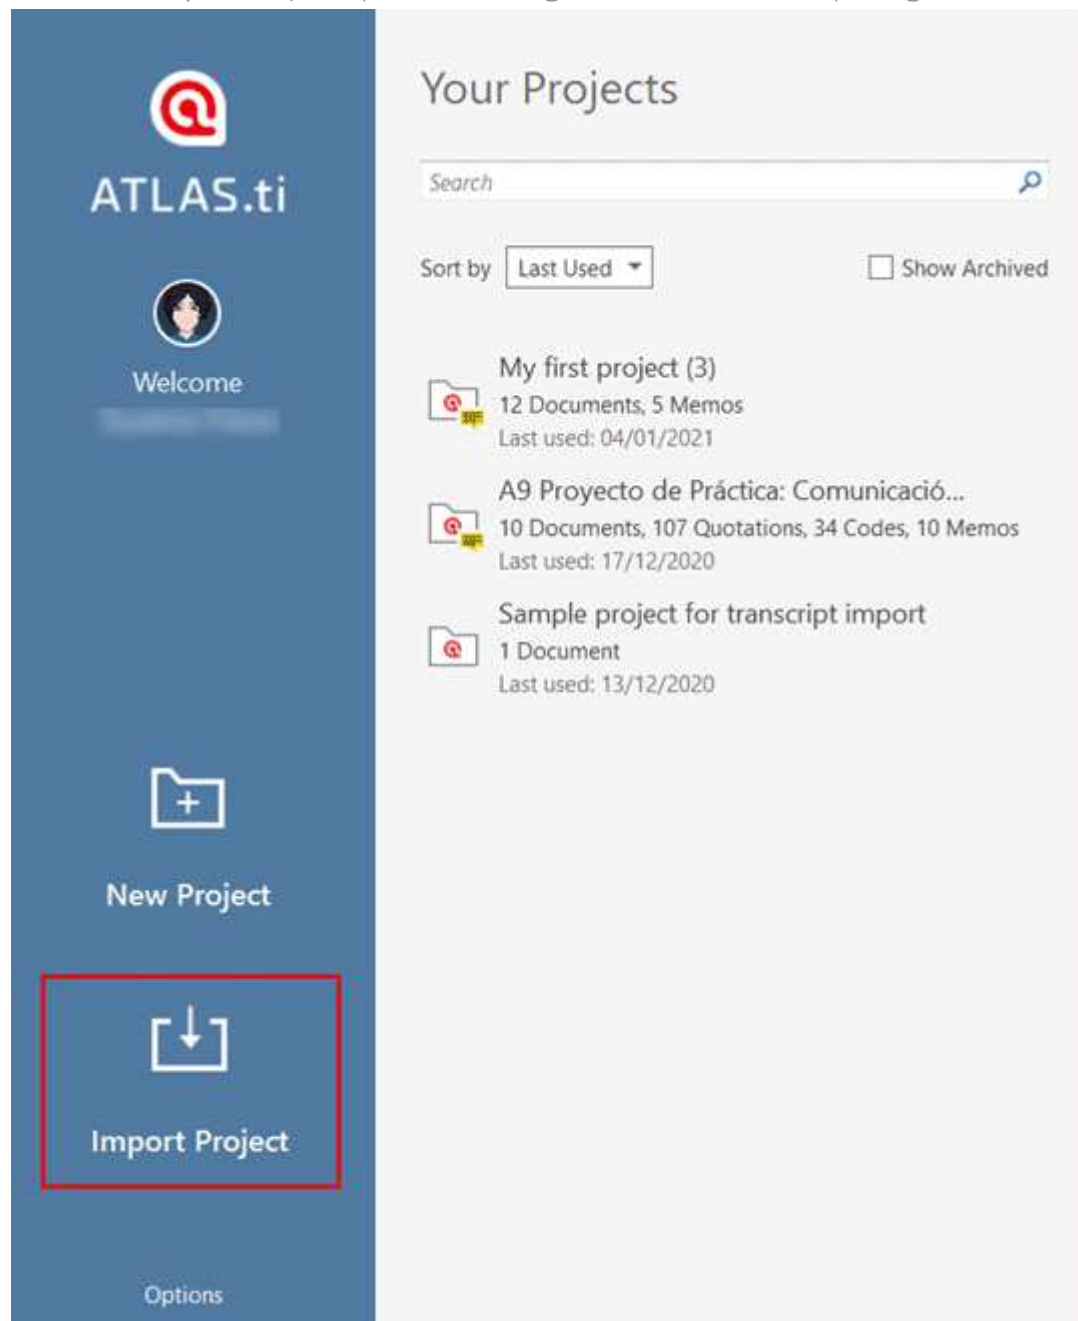 ATLAS.ti
Welcome
New Project
Import Project
Options
Your Projects
Search
Sort by Last Used Show Archived
My first project (3)
12 Documents, 5 Memos
Last used: 04/01/2021
A9 Proyecto de Práctica: Comunicació...
10 Documents, 107 Quotations, 34 Codes, 10 Memos
Last used: 17/12/2020
Sample project for transcript import
1 Document
Last used: 13/12/2020